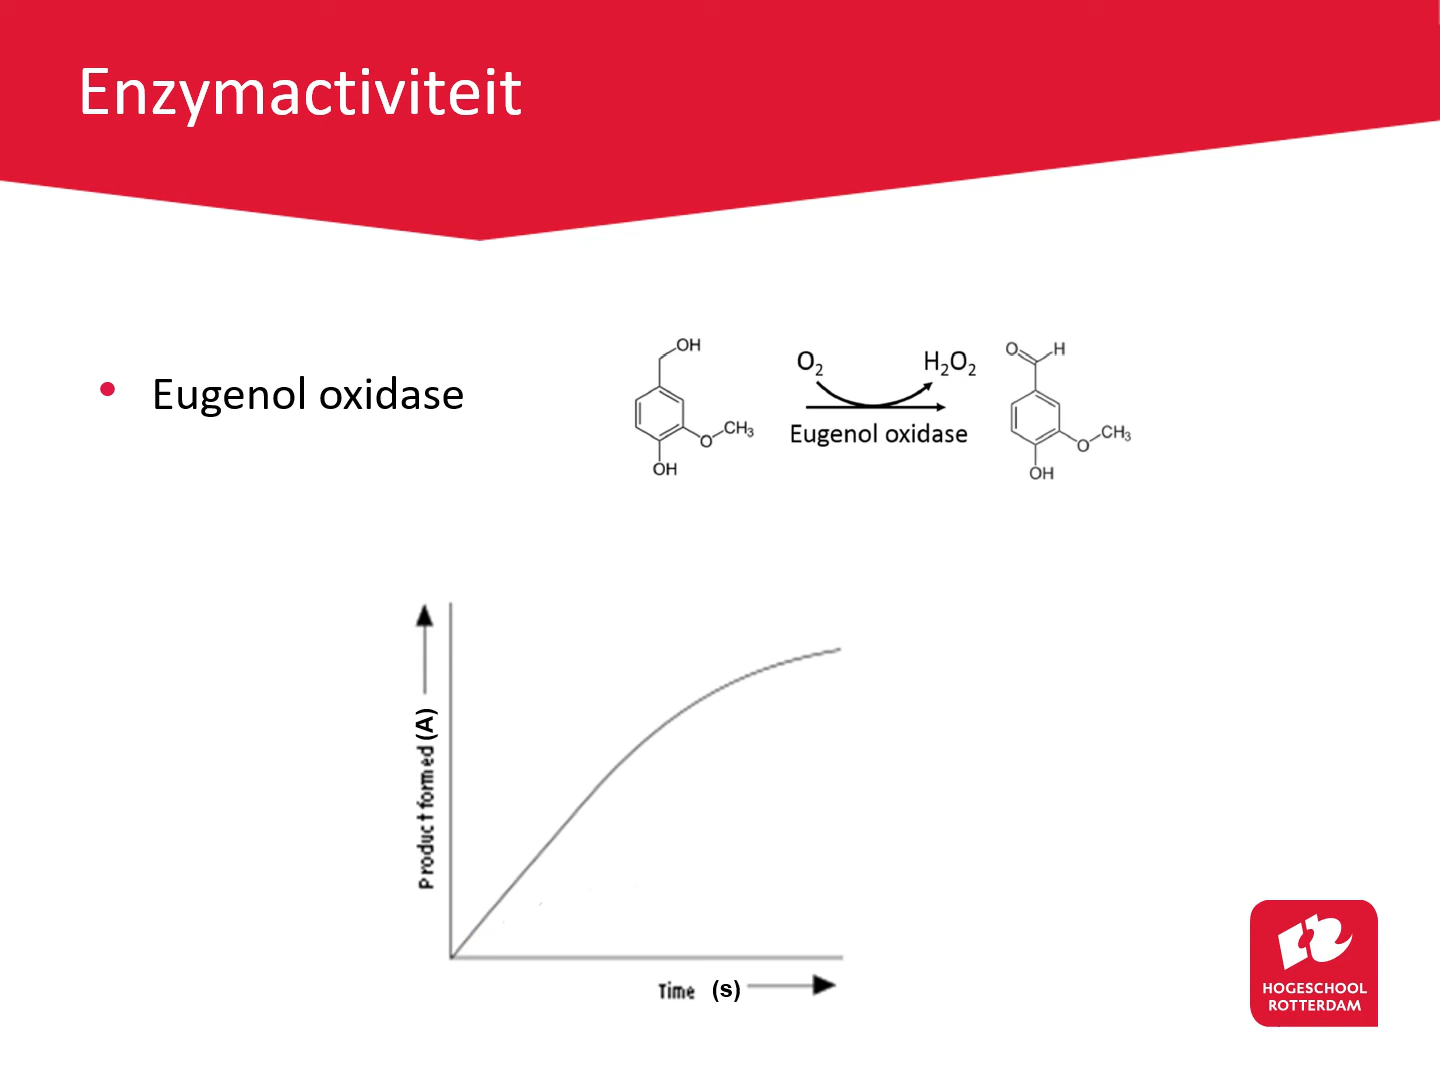 Enzymactiviteit
• Eugenol oxidase
OH
O
CH3
OH
O2
H2O2
Eugenol oxidase
O
H
O
CH3
OH
Product formed (A)
Time (s)
HOGESCHOOL
ROTTERDAM